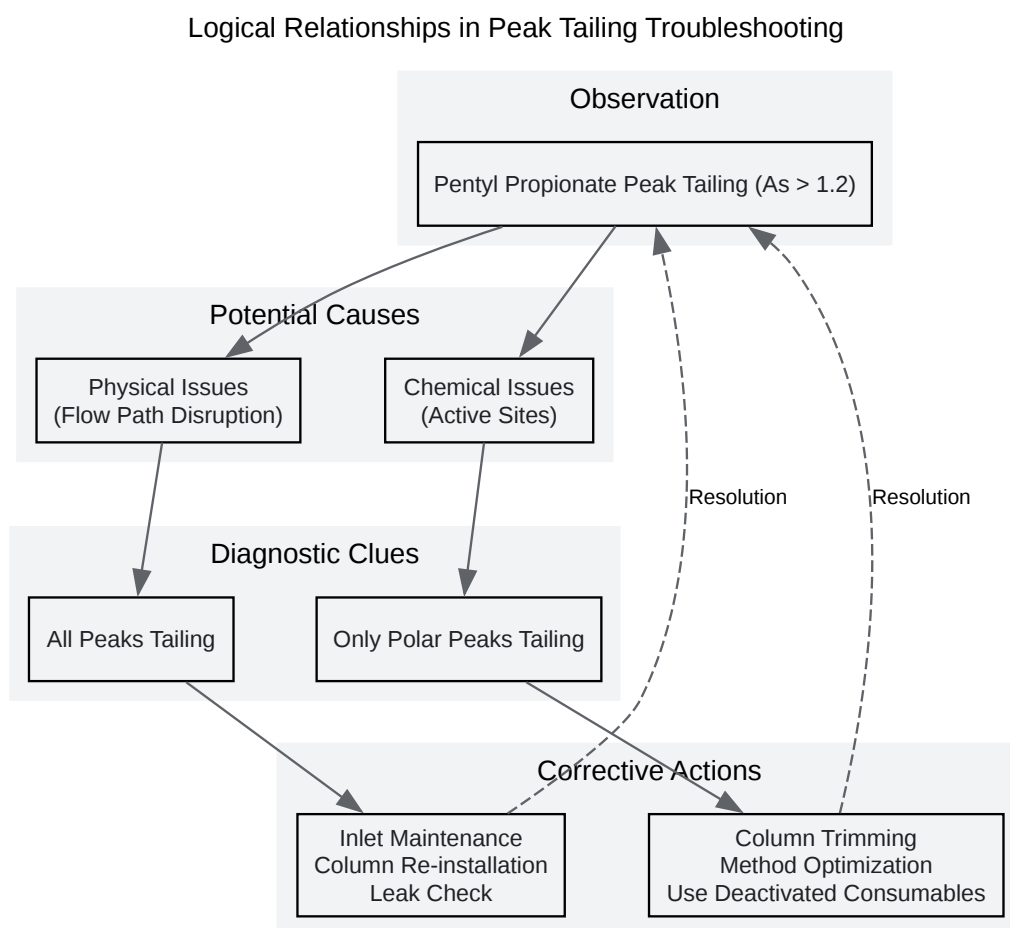 Logical Relationships in Peak Tailing Troubleshooting
Observation
Pentyl Propionate Peak Tailing (As > 1.2)
Potential Causes
Physical Issues
(Flow Path Disruption)
Chemical Issues
(Active Sites)
Resolution
Resolution
Diagnostic Clues
All Peaks Tailing
Only Polar Peaks Tailing
Corrective Actions
Inlet Maintenance
Column Re-installation
Leak Check
Column Trimming
Method Optimization
Use Deactivated Consumables